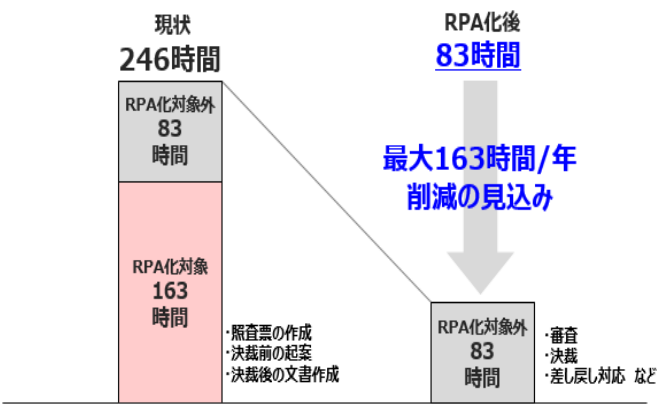 現状
246時間
RPA化対象外
83
時間
RPA化対象
163
時間
・照査票の作成
・決裁前の起案
・決裁後の文書作成
RPA化後
83時間
最大163時間/年
削減の見込み
RPA化対象外
83
時間
・審査
・決裁
・差し戻し対応 など